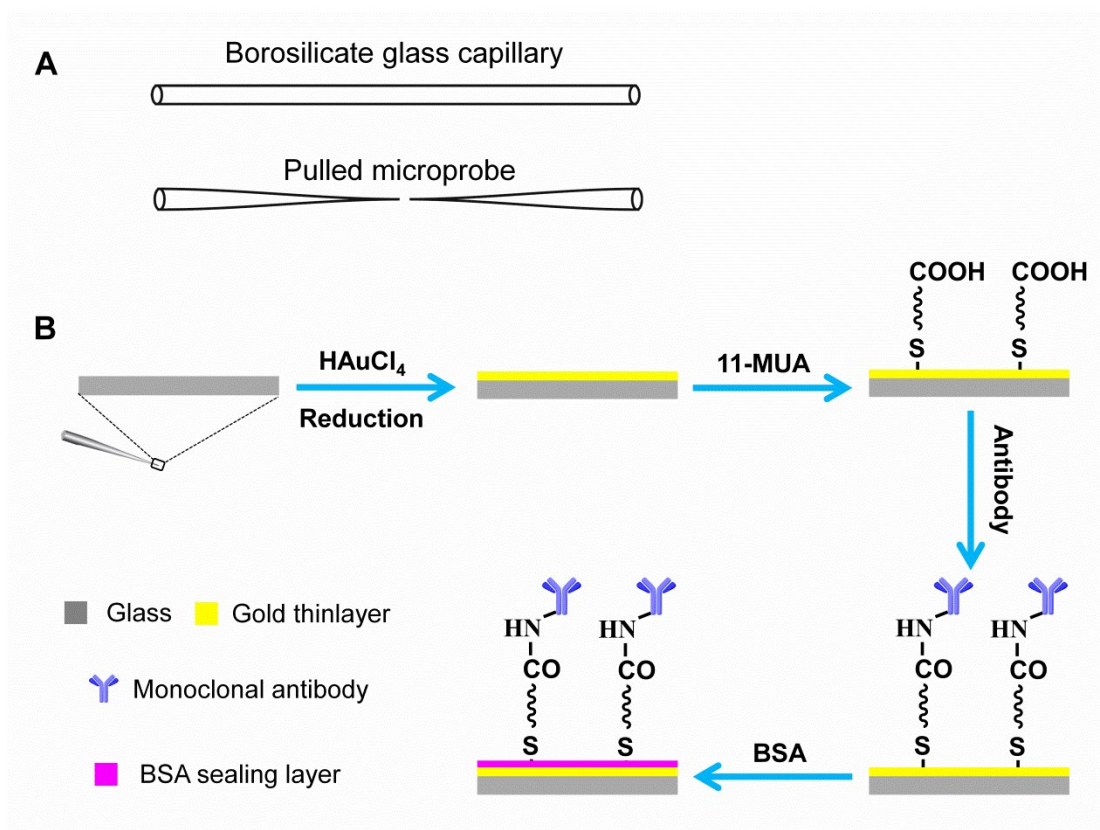 A
Borosilicate glass capillary
Pulled microprobe
B
HAuCl₄
Reduction
11-MUA
COOH COOH
S S
Antibody
HN HN
CO CO
S S
BSA
HN HN
CO CO
S S
Glass
Gold thinlayer
Monoclonal antibody
BSA sealing layer